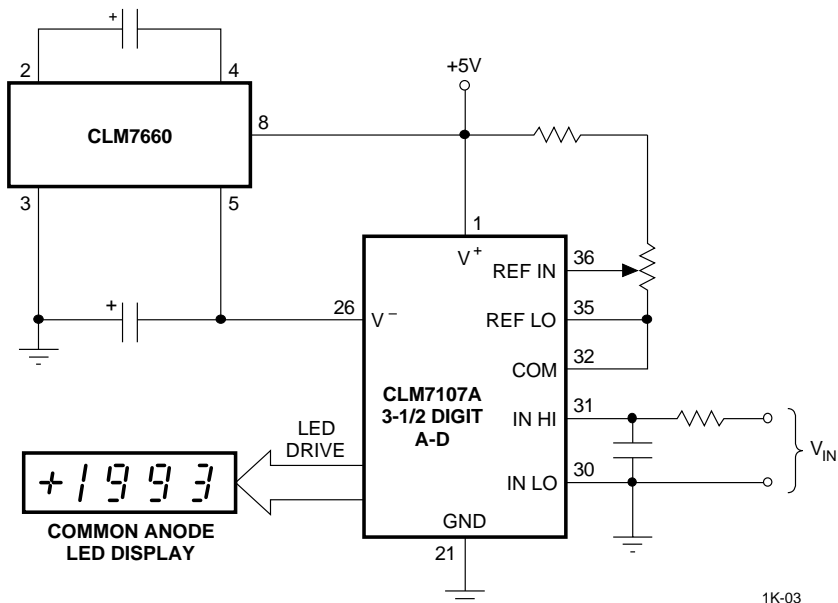 +
2
4
CLM7660
8
+5V
3
5
1
V+
REF IN
36
+
26
V–
REF LO
35
COM
32
CLM7107A
3-1/2 DIGIT
A-D
IN HI
31
VIN
LED
DRIVE
+1993
IN LO
30
COMMON ANODE
LED DISPLAY
GND
21
1K-03